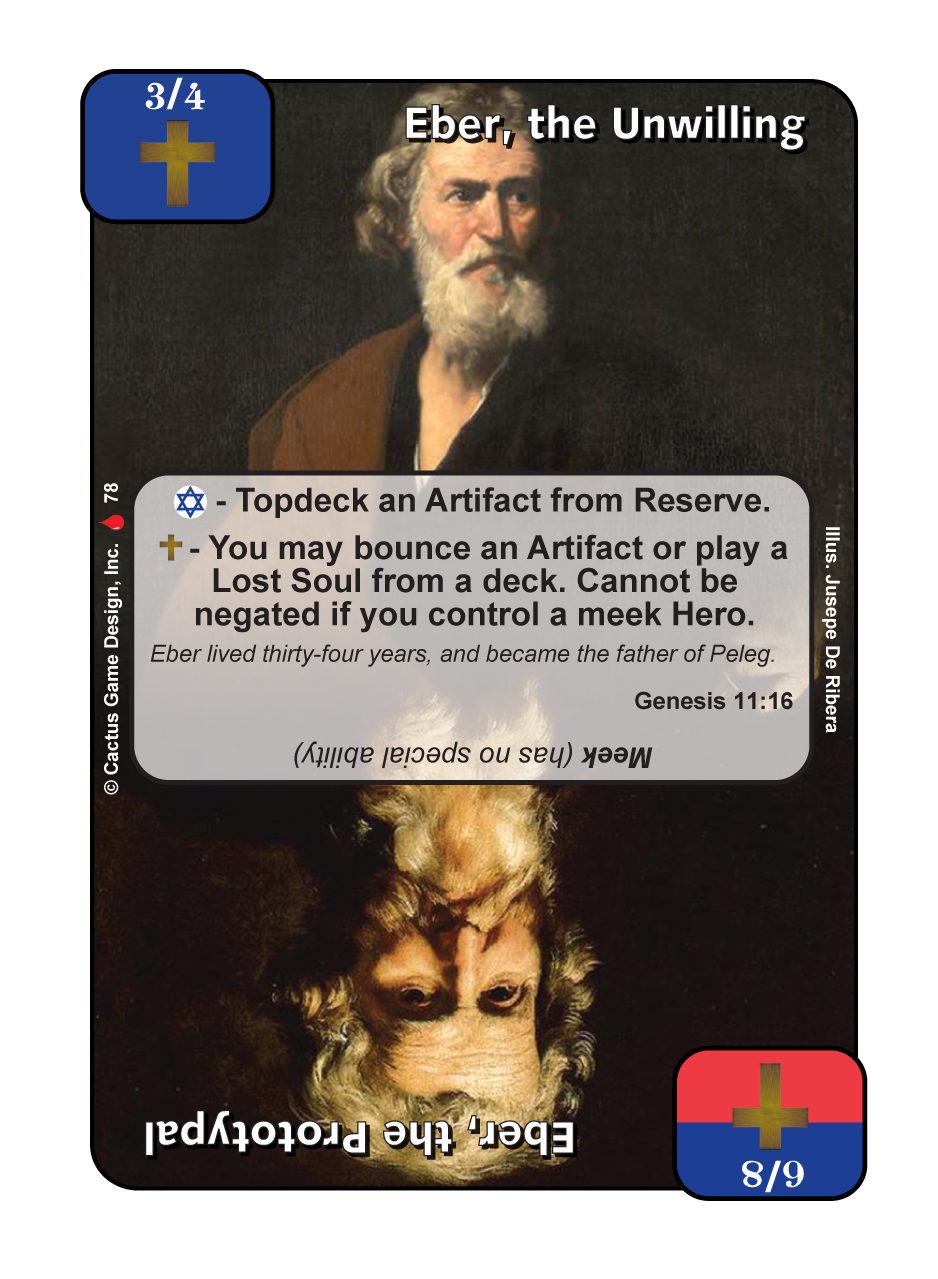 3/4
Eber, the Unwilling
- Topdeck an Artifact from Reserve.
- You may bounce an Artifact or play a
Lost Soul from a deck. Cannot be
negated if you control a meek Hero.
Eber lived thirty-four years, and became the father of Peleg.
Genesis 11:16
Meek (has no special ability)
© Cactus Game Design, Inc. 78
Illus. Jusepe De Ribera
Eber, the Prototypal
6/8